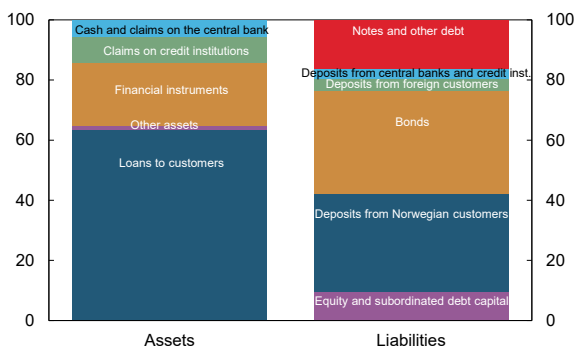 100
80
60
40
20
0
Cash and claims on the central bank
Claims on credit institutions
Financial instruments
Other assets
Loans to customers
Notes and other debt
Deposits from central banks and credit inst.
Deposits from foreign customers
Bonds
Deposits from Norwegian customers
Equity and subordinated debt capital
100
80
60
40
20
0
Assets
Liabilities